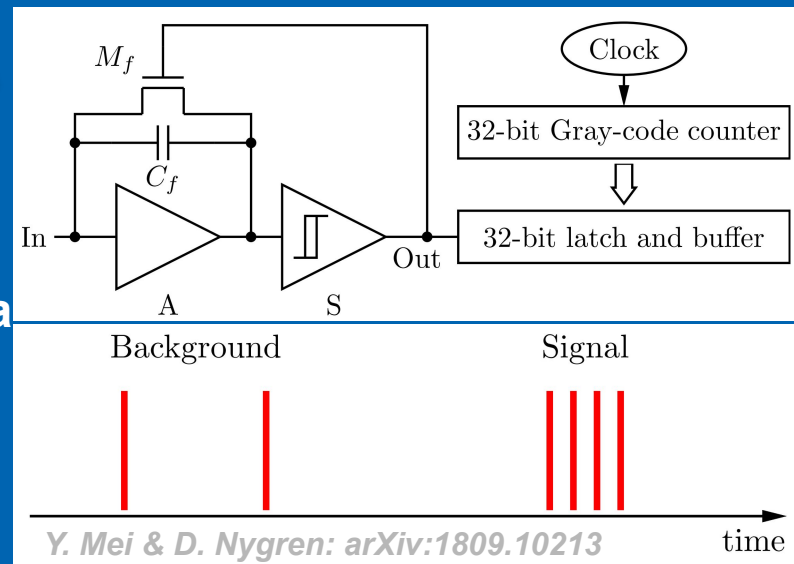 M_f
Clock
32-bit Gray-code counter
C_f
In
Out
32-bit latch and buffer
A
S
a
Background
Signal
time
Y. Mei & D. Nygren: arXiv:1809.10213